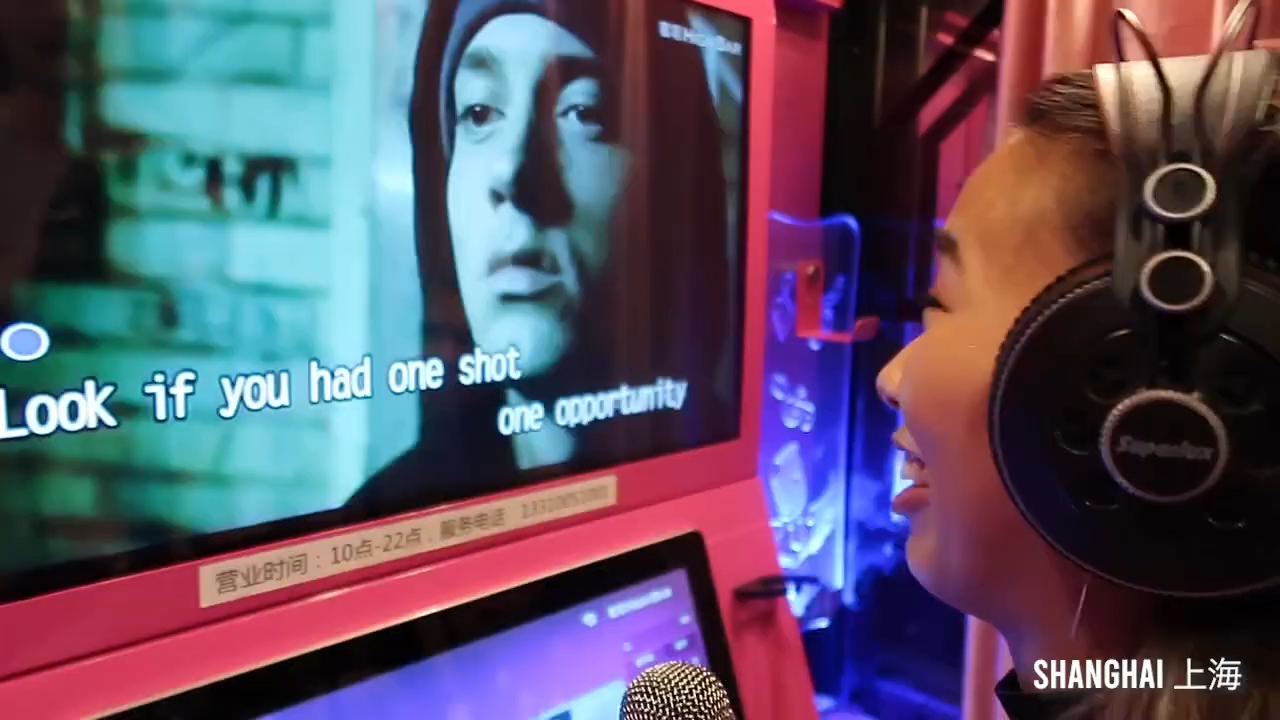 Look if you had one shot
one opportunity
营业时间：10点-22点，服务电话
Superlux
SHANGHAI 上海